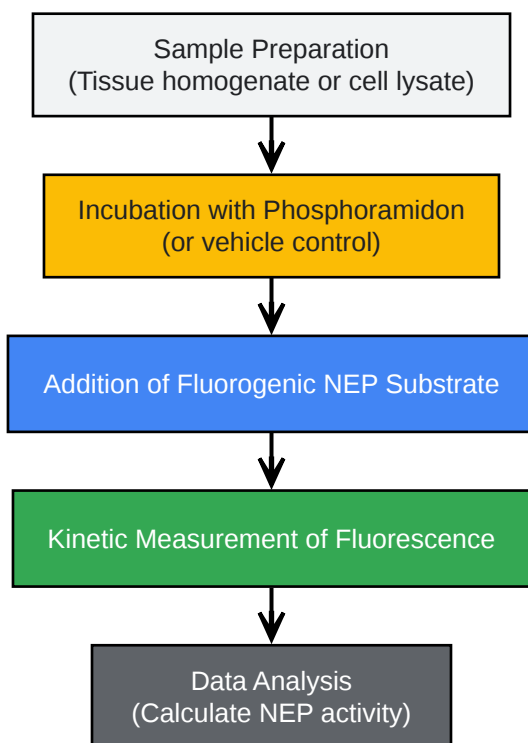 Sample Preparation
(Tissue homogenate or cell lysate)
Incubation with Phosphoramidon
(or vehicle control)
Addition of Fluorogenic NEP Substrate
Kinetic Measurement of Fluorescence
Data Analysis
(Calculate NEP activity)